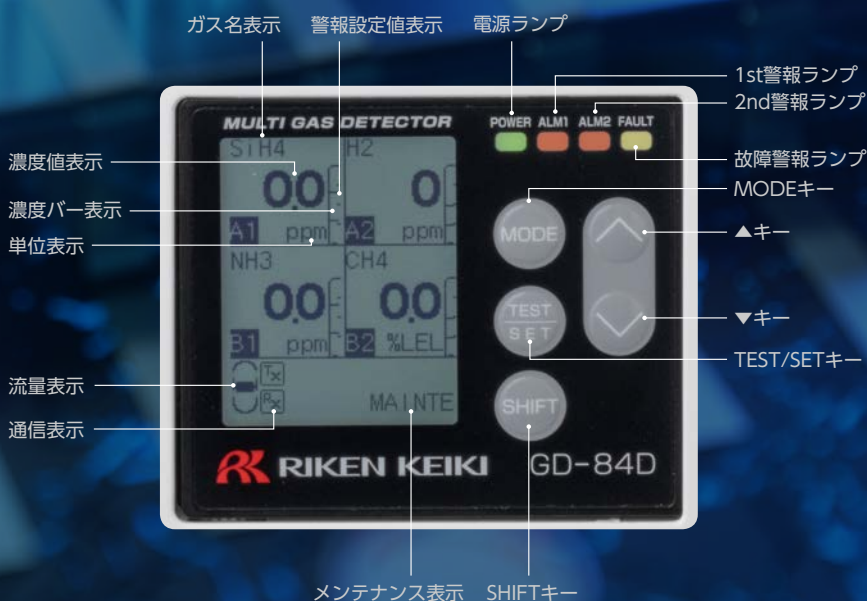 ガス名表示 警報設定値表示 電源ランプ
1st警報ランプ
2nd警報ランプ
故障警報ランプ
MODEキー
▲キー
▼キー
TEST/SETキー
濃度値表示
濃度バー表示
単位表示
流量表示
通信表示
メンテナンス表示 SHIFTキー
MULTI GAS DETECTOR
POWER ALM1 ALM2 FAULT
SiH4 H2
0.0 0
A1 ppm A2 ppm
NH3 CH4
0.0 0.0
B1 ppm B2 %LEL
Tx
Rx
MAINTE
MODE
TEST
SET
SHIFT
RIKEN KEIKI GD-84D